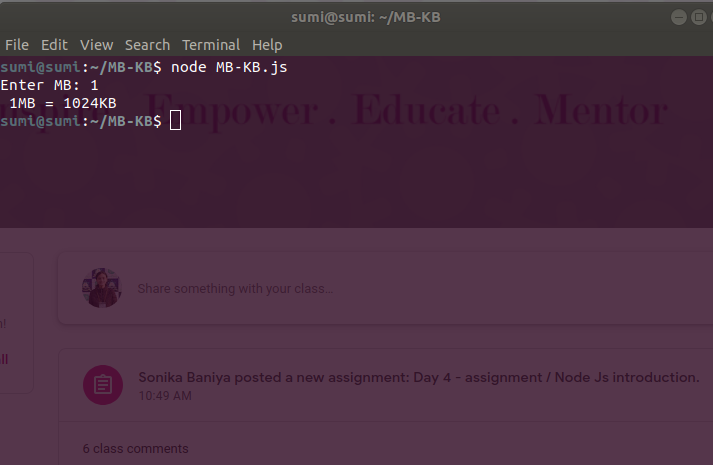 sumi@sumi: ~/MB-KB
File Edit View Search Terminal Help
sumi@sumi:~/MB-KB$ node MB-KB.js
Enter MB: 1
1MB = 1024KB
sumi@sumi:~/MB-KB$
Empower . Educate . Mentor
Share something with your class...
Sonika Baniya posted a new assignment: Day 4 - assignment / Node Js introduction.
10:49 AM
6 class comments